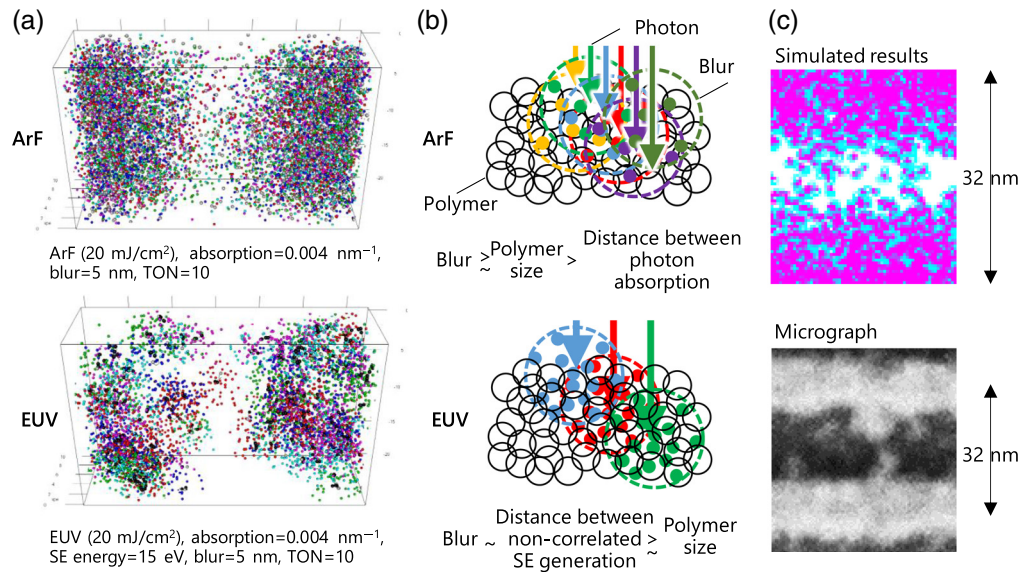 (a)
ArF
ArF (20 mJ/cm²), absorption=0.004 nm⁻¹,
blur=5 nm, TON=10
EUV
EUV (20 mJ/cm²), absorption=0.004 nm⁻¹,
SE energy=15 eV, blur=5 nm, TON=10
(b)
Photon
Blur
ArF
Polymer
Blur ≳ Polymer size > Distance between photon absorption
EUV
Blur ~ Distance between non-correlated SE generation ≳ Polymer size
(c)
Simulated results
32 nm
Micrograph
32 nm